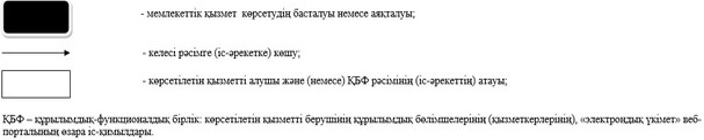 - мемлекеттік қызмет көрсетудің басталуы немесе аяқталуы;
- келесі рәсімге (іс-әрекетке) көшу;
- көрсетілетін қызметті алушы және (немесе) ҚБФ рәсімінің (іс-әрекеттің) атауы;
ҚБФ – құрылымдық-функционалдық бірлік: көрсетілетін қызметті берушінің құрылымдық бөлімшелерінің (қызметкерлерінің), «электрондық үкімет» веб-
порталының өзара іс-қимылдары.